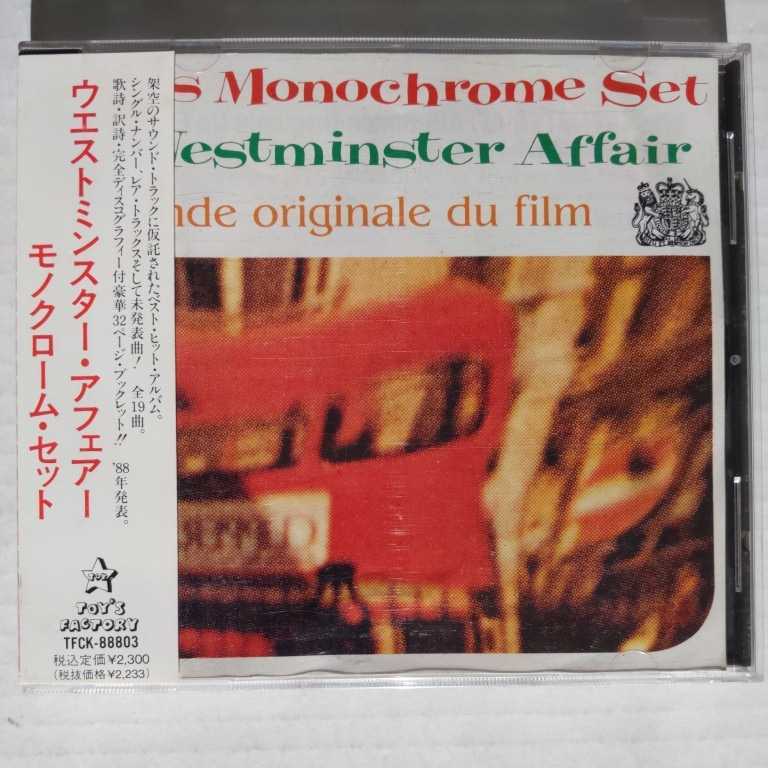 ウエストミンスター・アフェアー
モノクローム・セット
架空のサウンド・トラックに仮託されたベスト・ヒット・アルバム。
シングル・ナンバー、レア・トラックスそして未発表曲! 全19曲。
歌詩・訳詩・完全ディスコグラフィー付豪華32ページ・ブックレット!! '88年発表。
TOY
TOY'S
FACTORY
TFCK-88803
税込定価¥2,300
(税抜価格¥2,233)
s Monochrome Set
Westminster Affair
nde originale du film